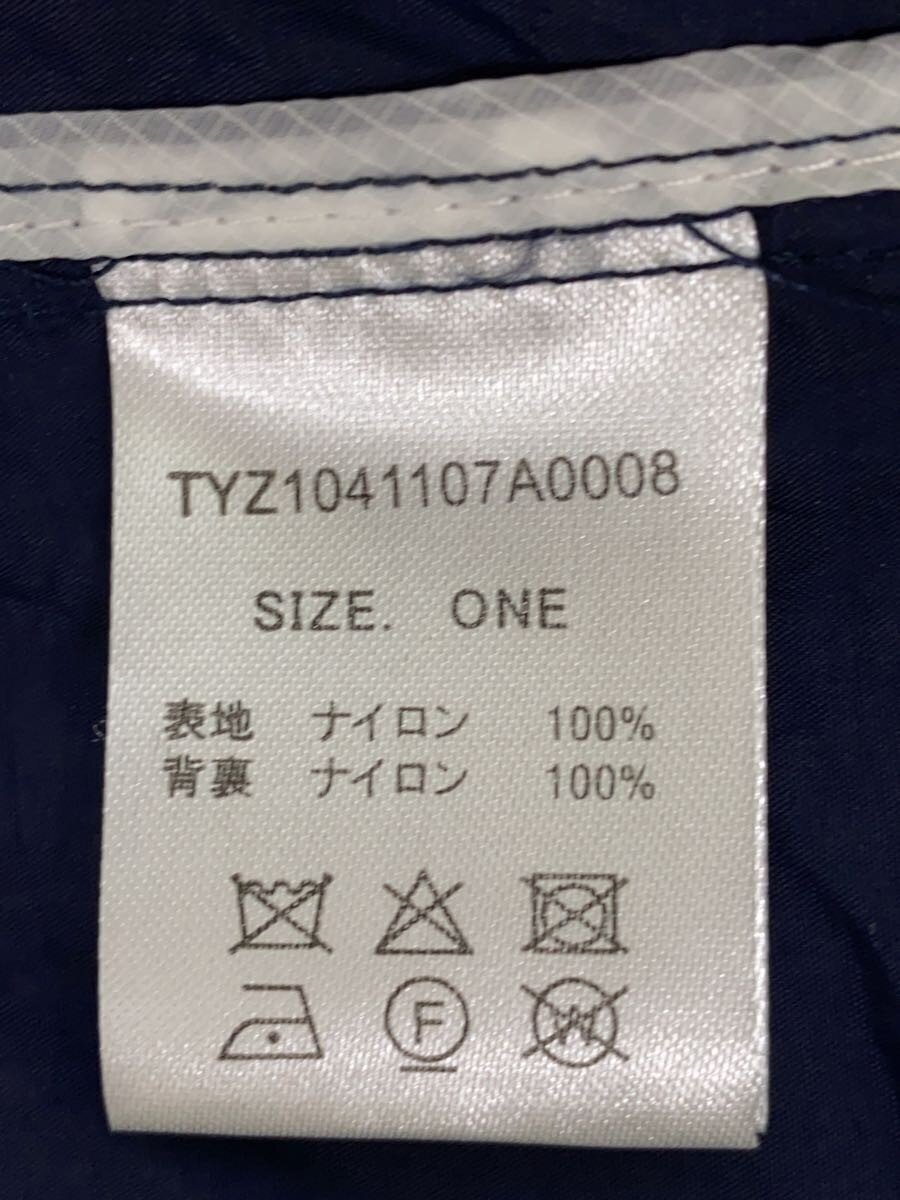 TYZ1041107A0008
SIZE. ONE
表地 ナイロン 100%
背裏 ナイロン 100%
F W